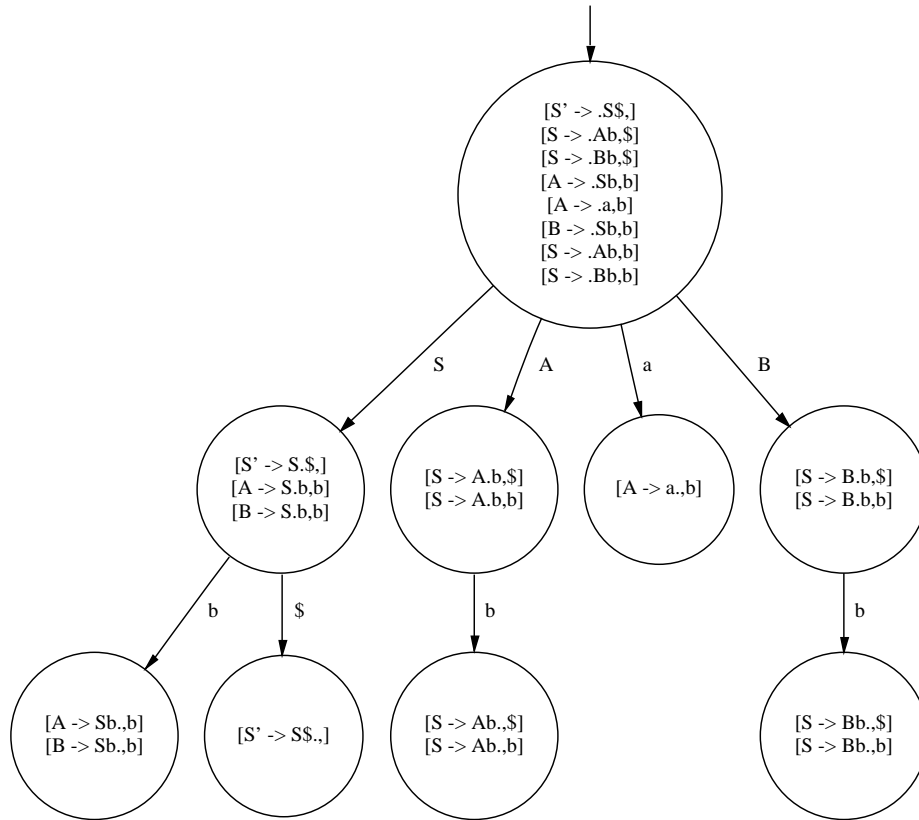 [S' -> .S$,]
[S -> .Ab,$]
[S -> .Bb,$]
[A -> .Sb,b]
[A -> .a,b]
[B -> .Sb,b]
[S -> .Ab,b]
[S -> .Bb,b]
S
A
a
B
[S' -> S.$,]
[A -> S.b,b]
[B -> S.b,b]
[S -> A.b,$]
[S -> A.b,b]
[A -> a.,b]
[S -> B.b,$]
[S -> B.b,b]
b
$
b
b
[A -> Sb.,b]
[B -> Sb.,b]
[S' -> S$.,]
[S -> Ab.,$]
[S -> Ab.,b]
[S -> Bb.,$]
[S -> Bb.,b]